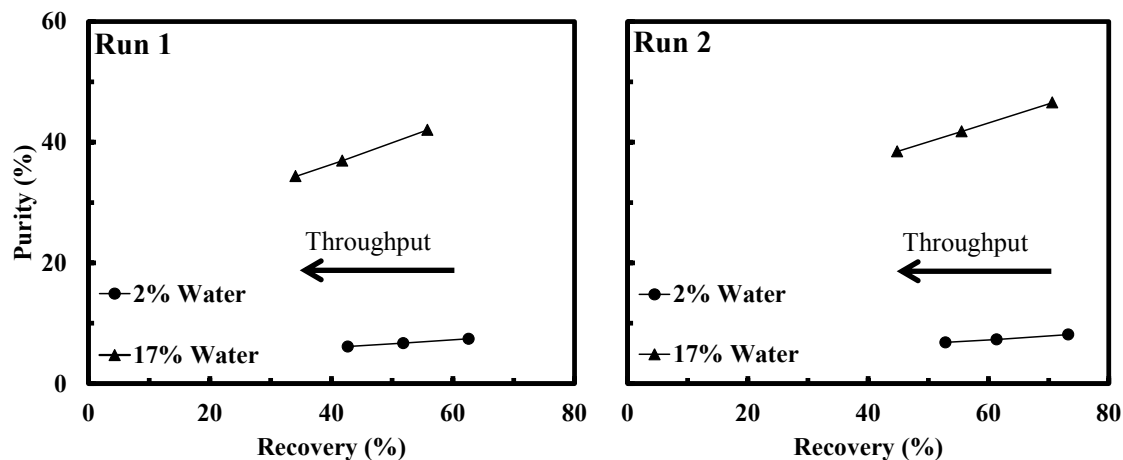 Run 1
Run 2
60
40
20
0
Purity (%)
Throughput
2% Water
17% Water
0 20 40 60 80
Recovery (%)
Throughput
2% Water
17% Water
0 20 40 60 80
Recovery (%)